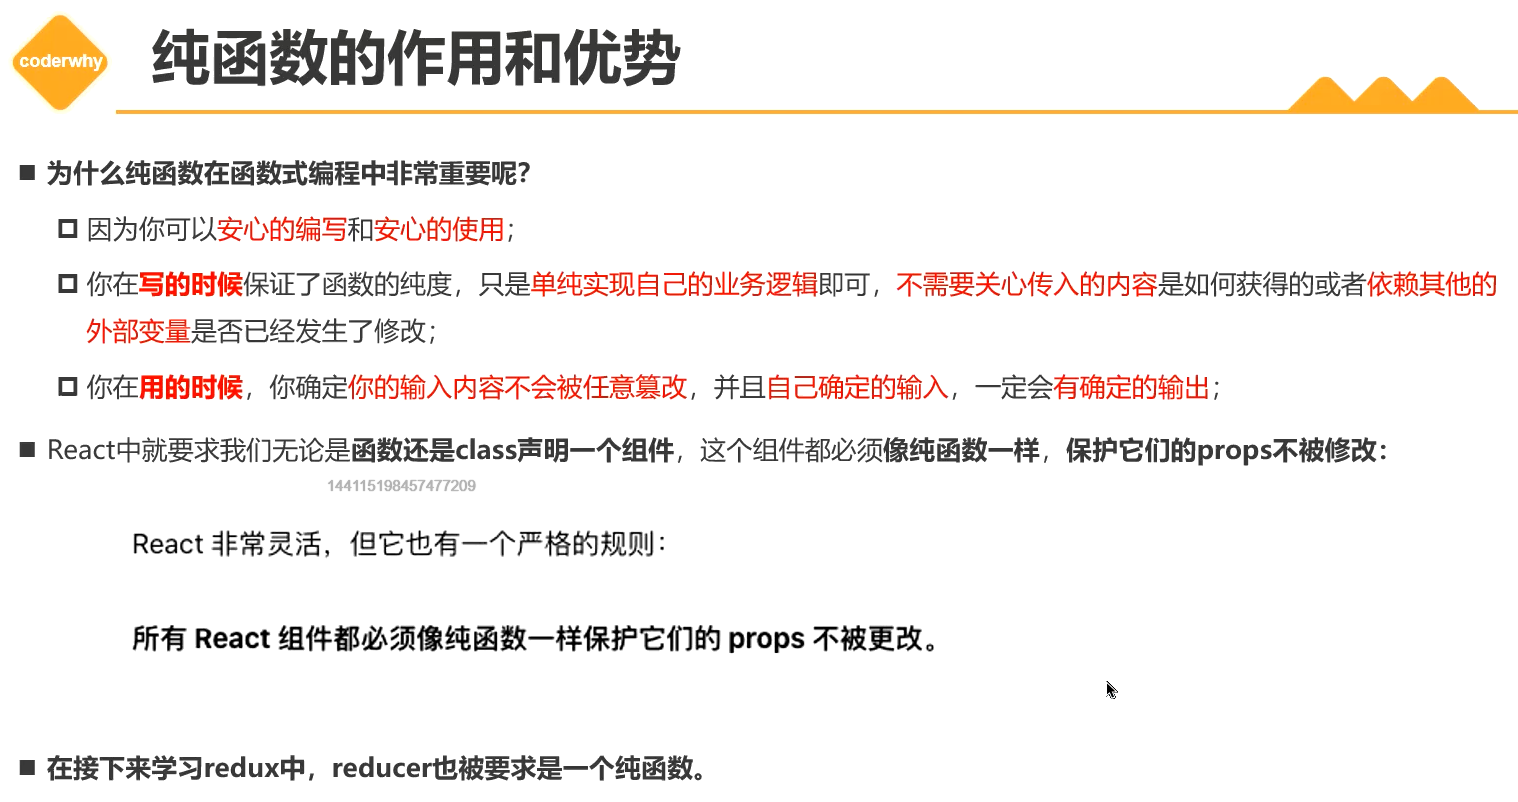 coderwhy
纯函数的作用和优势
为什么纯函数在函数式编程中非常重要呢？
因为你可以安心的编写和安心的使用；
你在写的时候保证了函数的纯度，只是单纯实现自己的业务逻辑即可，不需要关心传入的内容是如何获得的或者依赖其他的
外部变量是否已经发生了修改；
你在用的时候，你确定你的输入内容不会被任意篡改，并且自己确定的输入，一定会有确定的输出；
React中就要求我们无论是函数还是class声明一个组件，这个组件都必须像纯函数一样，保护它们的props不被修改：
144115198457477209
React 非常灵活，但它也有一个严格的规则：
所有 React 组件都必须像纯函数一样保护它们的 props 不被更改。
在接下来学习redux中，reducer也被要求是一个纯函数。